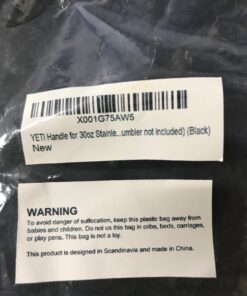 X001G75AW5
YETI Handle for 30oz Stainle...umbler not included) (Black)
New
WARNING
To avoid danger of suffocation, keep this plastic bag away from
babies and children. Do not us this bag in cribs, beds, carriages,
or play pens. This bag is not a toy.
This product is designed in Scandinavia and made in China.